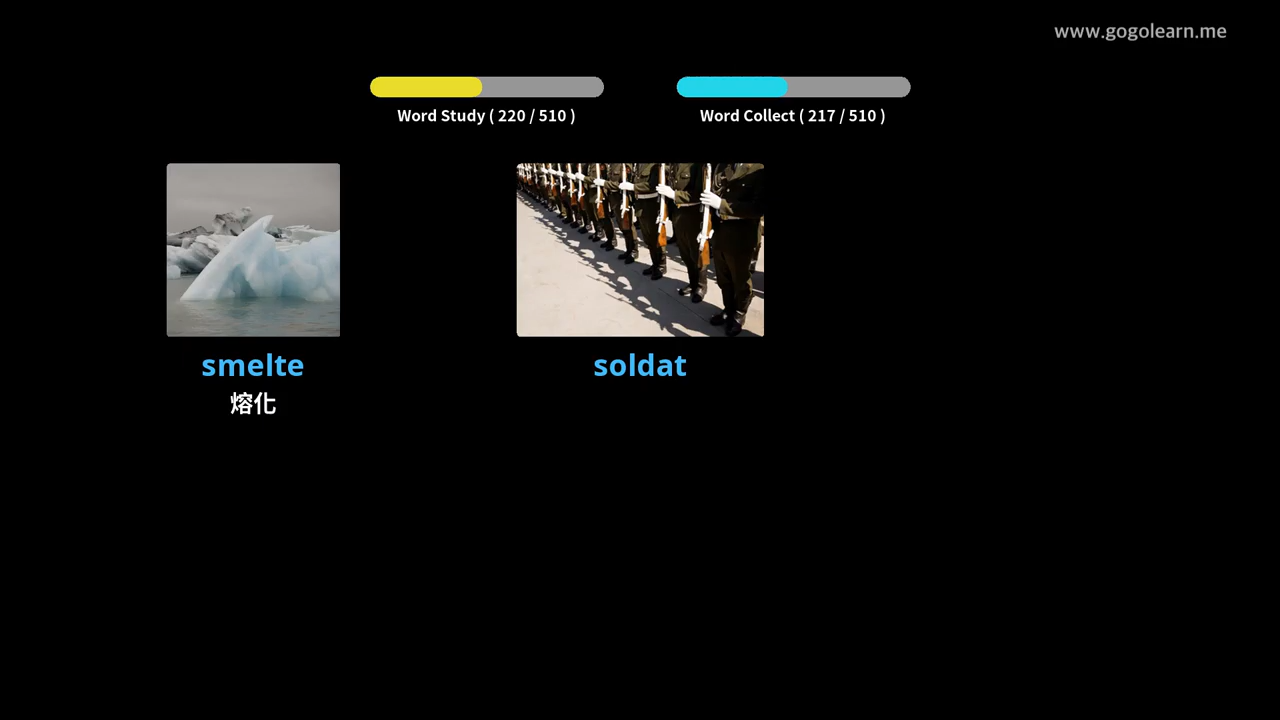 www.gogolearn.me
Word Study ( 220 / 510 )
Word Collect ( 217 / 510 )
smelte
熔化
soldat